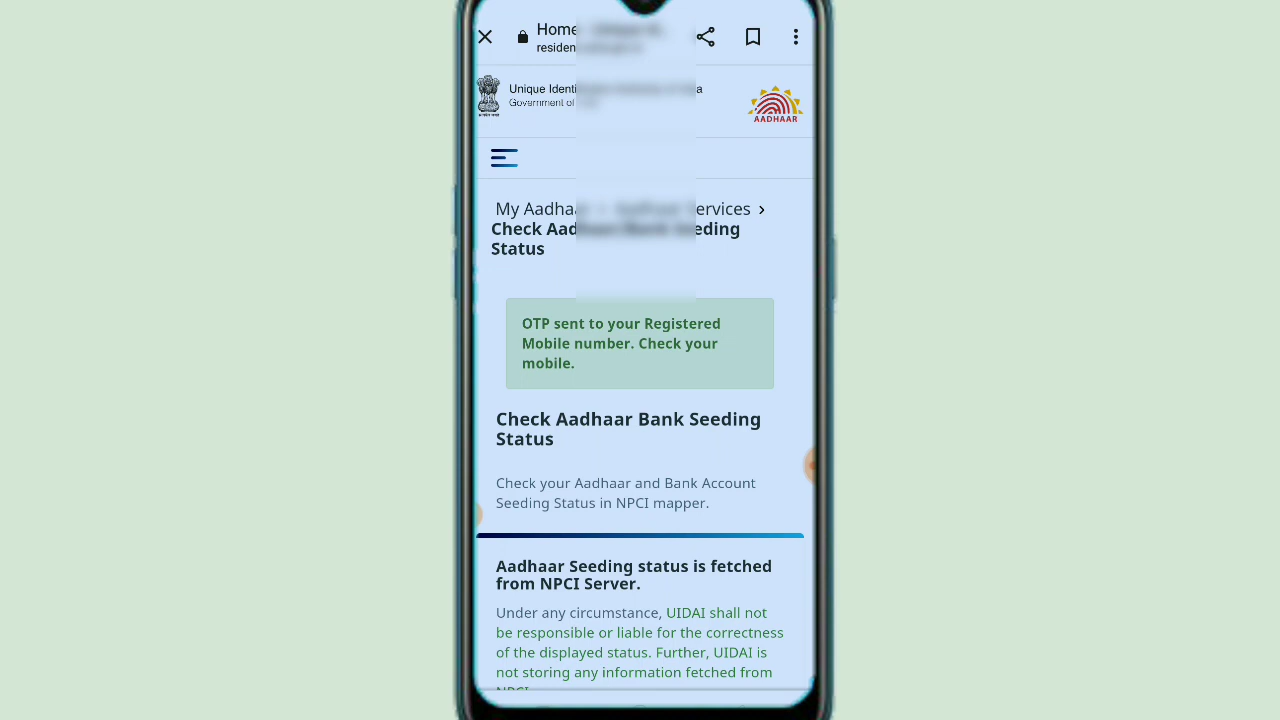 Home
residen
Unique Identi
Government of
AADHAAR
My Aadhaar ervices ›
Check Aad eding
Status
OTP sent to your Registered
Mobile number. Check your
mobile.
Check Aadhaar Bank Seeding
Status
Check your Aadhaar and Bank Account
Seeding Status in NPCI mapper.
Aadhaar Seeding status is fetched
from NPCI Server.
Under any circumstance, UIDAI shall not
be responsible or liable for the correctness
of the displayed status. Further, UIDAI is
not storing any information fetched from
NPCI